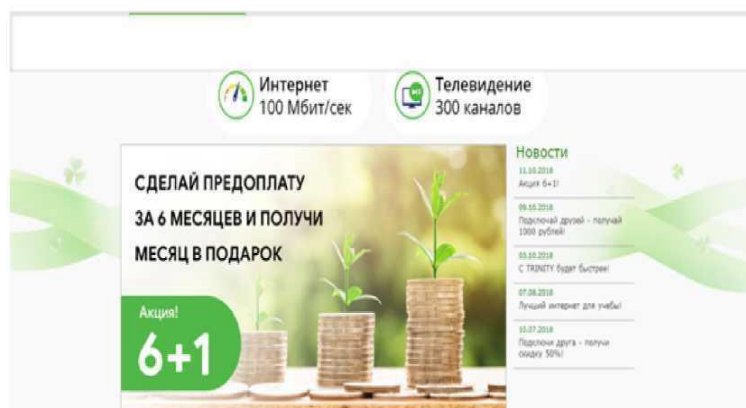 Интернет
100 Мбит/сек
Телевидение
300 каналов
СДЕЛАЙ ПРЕДОПЛАТУ
ЗА 6 МЕСЯЦЕВ И ПОЛУЧИ
МЕСЯЦ В ПОДАРОК
Акция!
6+1
Новости
11.10.2018
Акция 6+1!
09.10.2018
Подключай друзей - получай
1000 рублей!
03.10.2018
С TRINITY будет быстрее!
07.08.2018
Лучший интернет для учебы!
10.07.2018
Подключи друга - получи
скидку 50%!